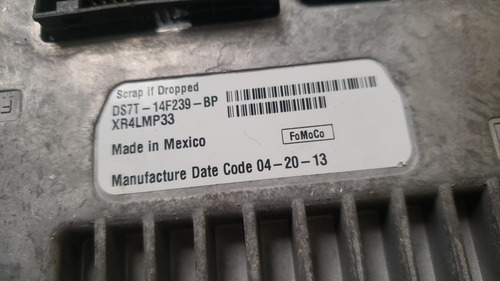 Scrap if Dropped
DS7T-14F239-BP
XR4LMP33
Made in Mexico
FoMoCo
Manufacture Date Code 04-20-13